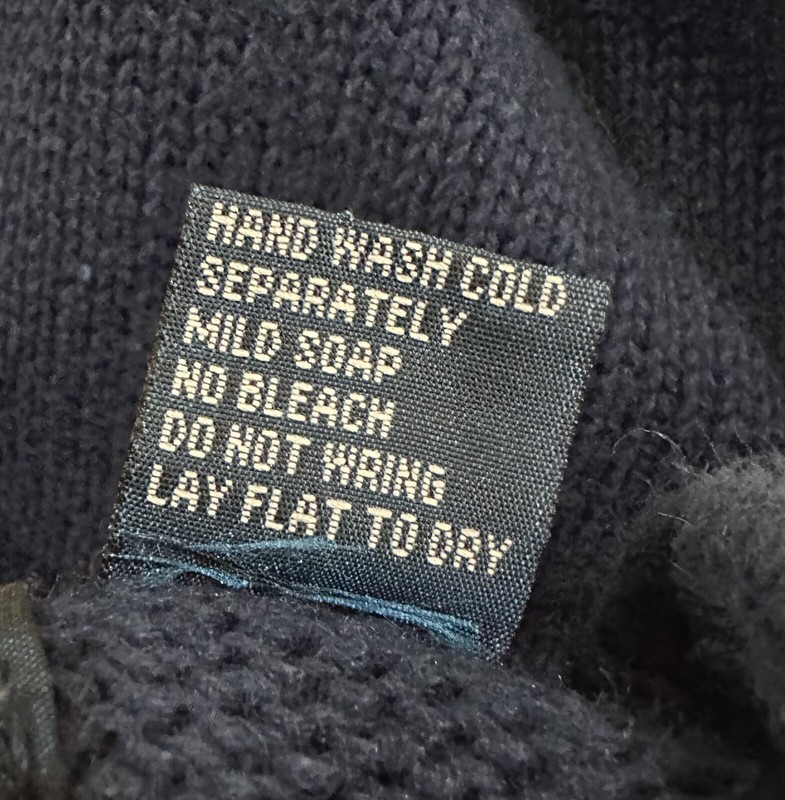 HAND WASH COLD
SEPARATELY
MILD SOAP
NO BLEACH
DO NOT WRING
LAY FLAT TO DRY